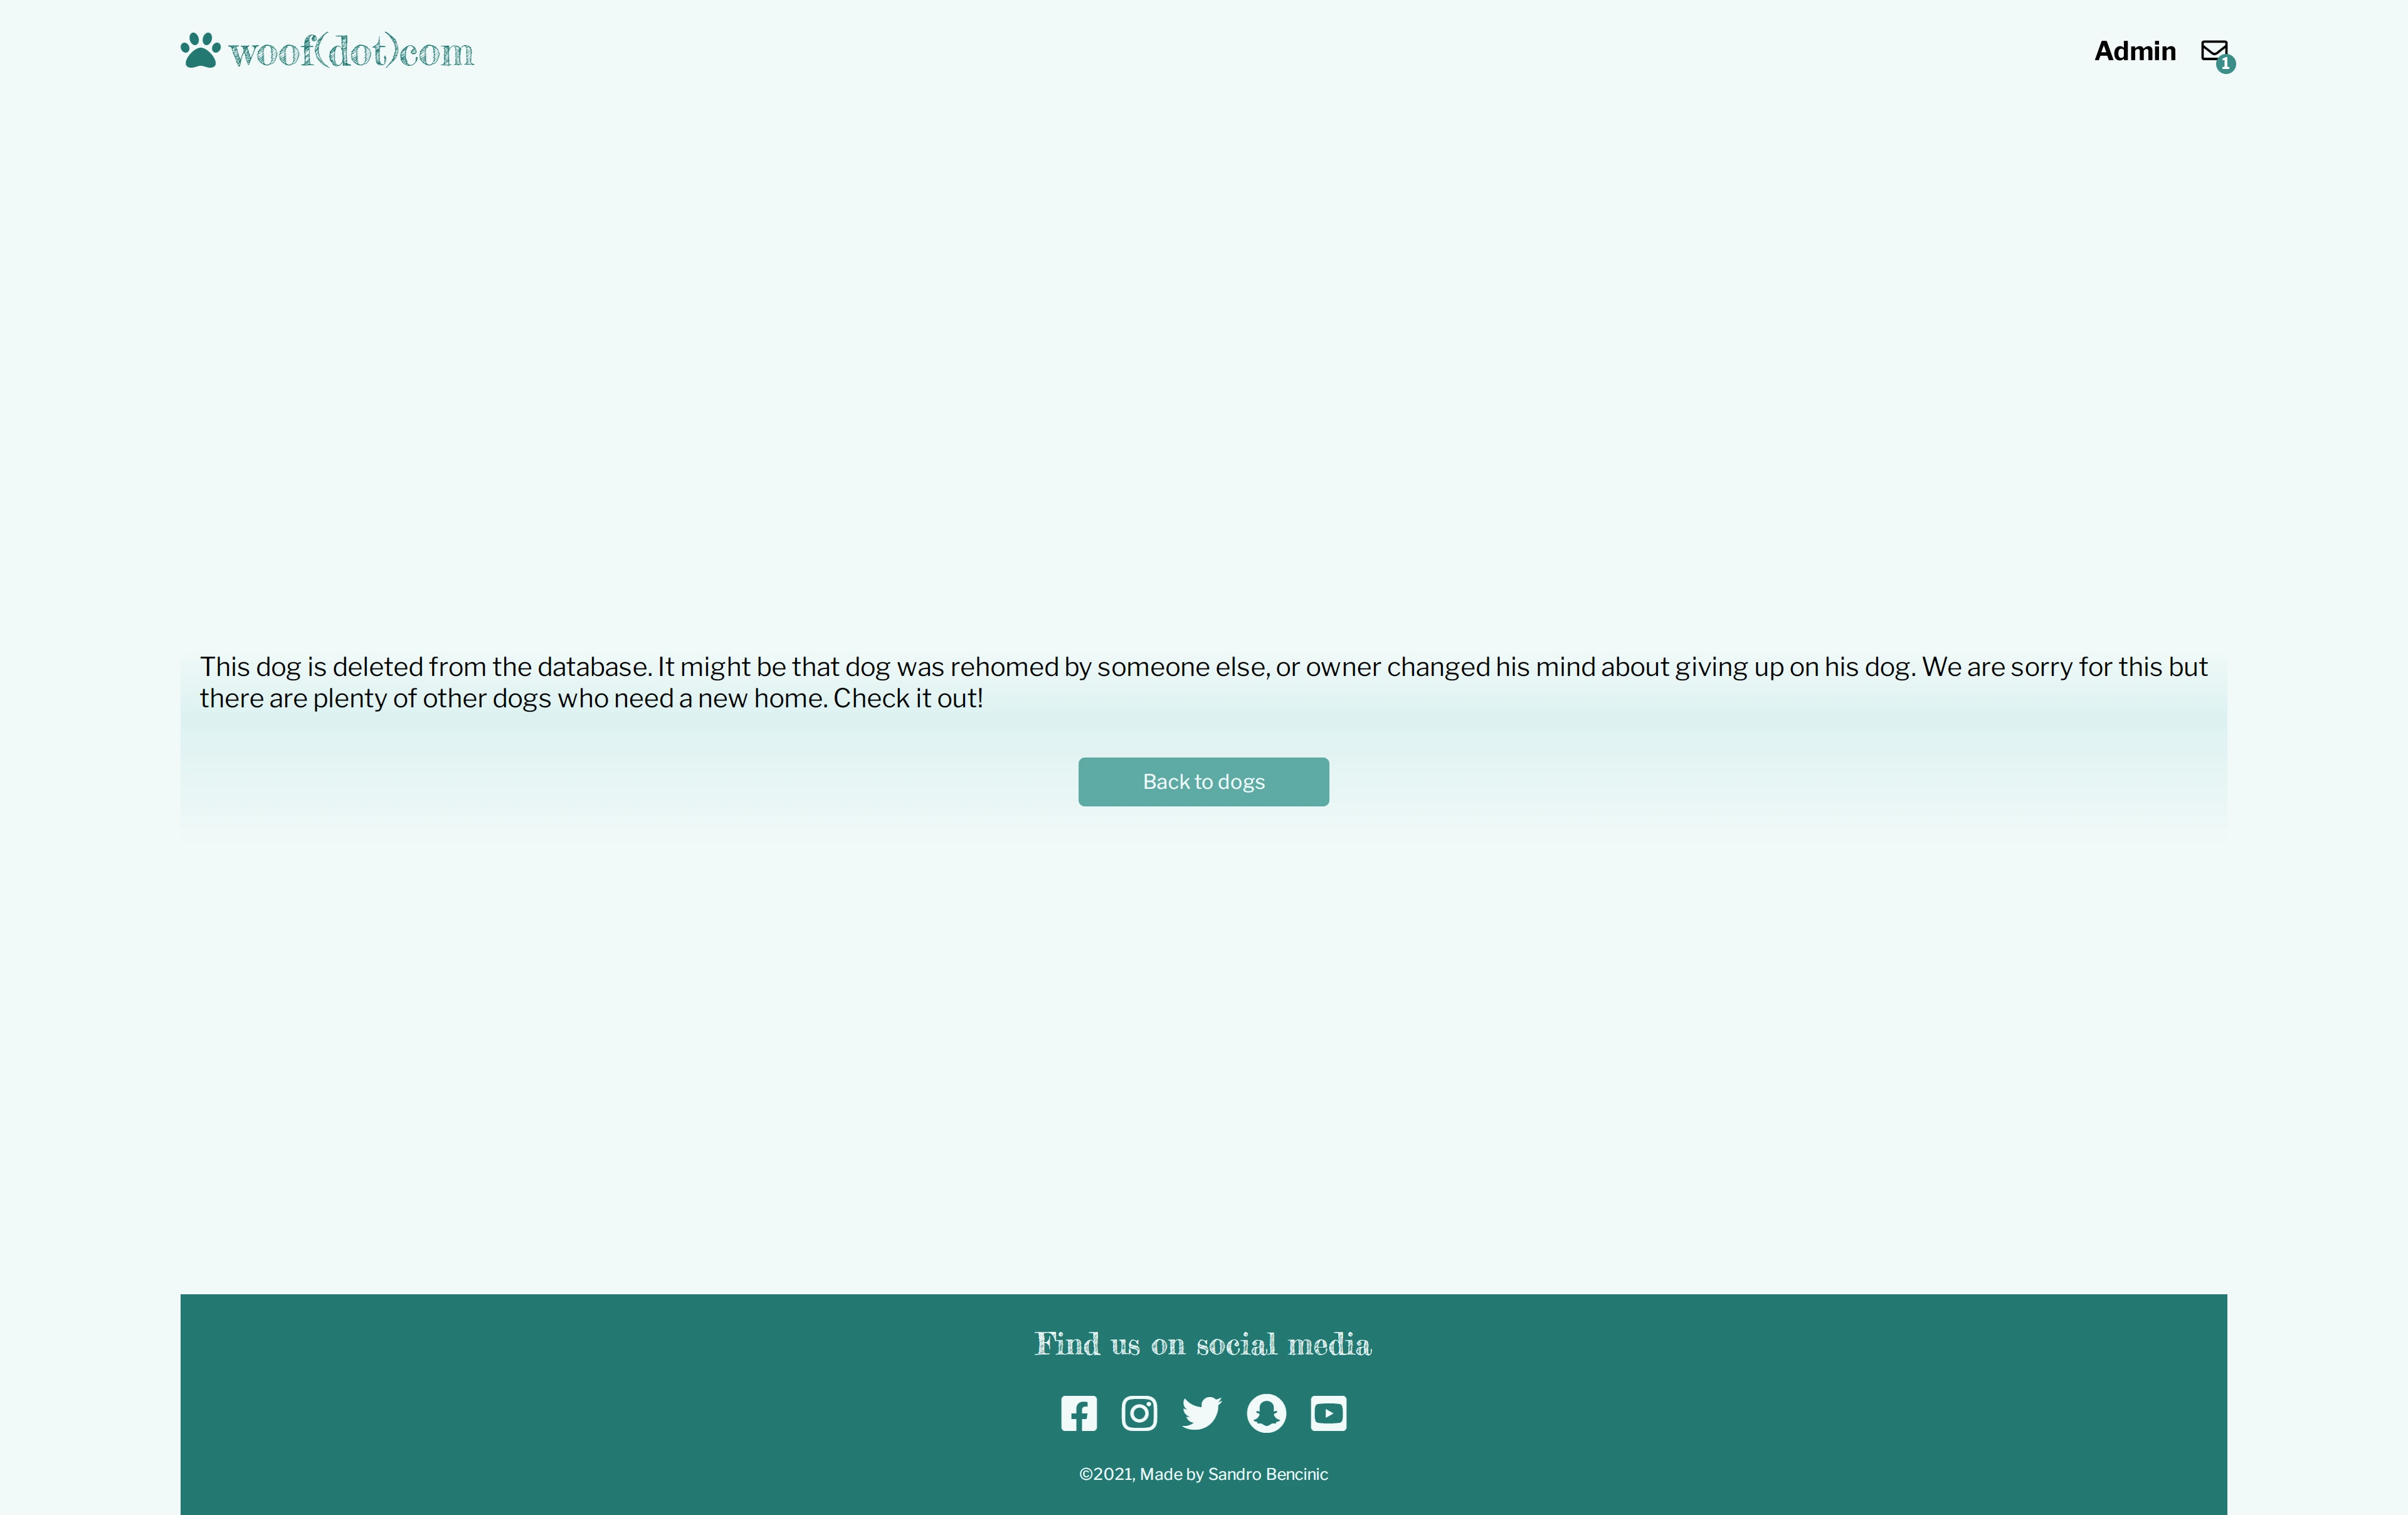 woof(dot)com
Admin
1
This dog is deleted from the database. It might be that dog was rehomed by someone else, or owner changed his mind about giving up on his dog. We are sorry for this but
there are plenty of other dogs who need a new home. Check it out!
Back to dogs
Find us on social media
©2021, Made by Sandro Bencinic